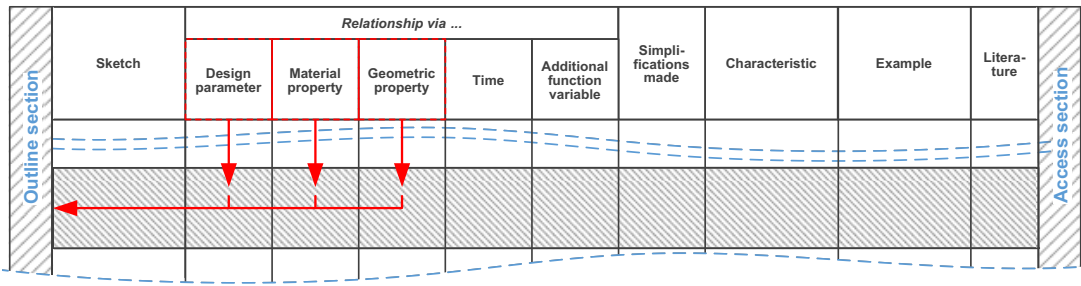 Outline section
Sketch
Relationship via ...
Design
parameter
Material
property
Geometric
property
Time
Additional
function
variable
Simpli-
fications
made
Characteristic
Example
Litera-
ture
Access section